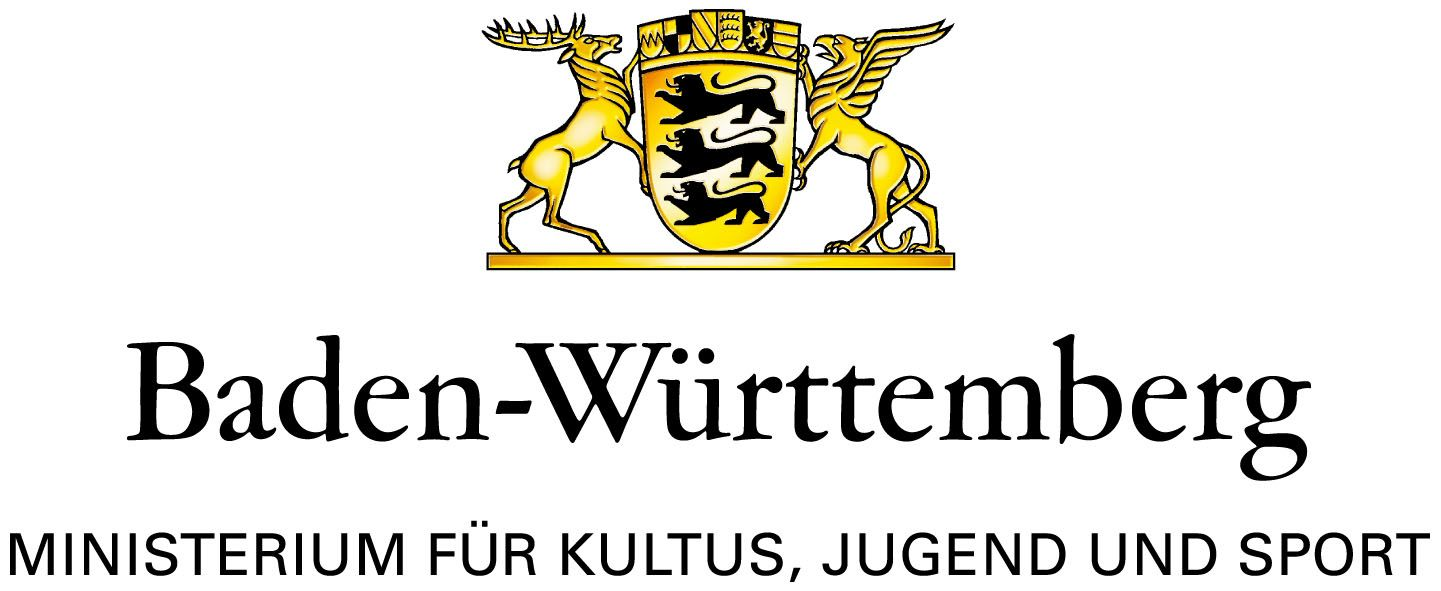 Baden-Württemberg
MINISTERIUM FÜR KULTUS, JUGEND UND SPORT